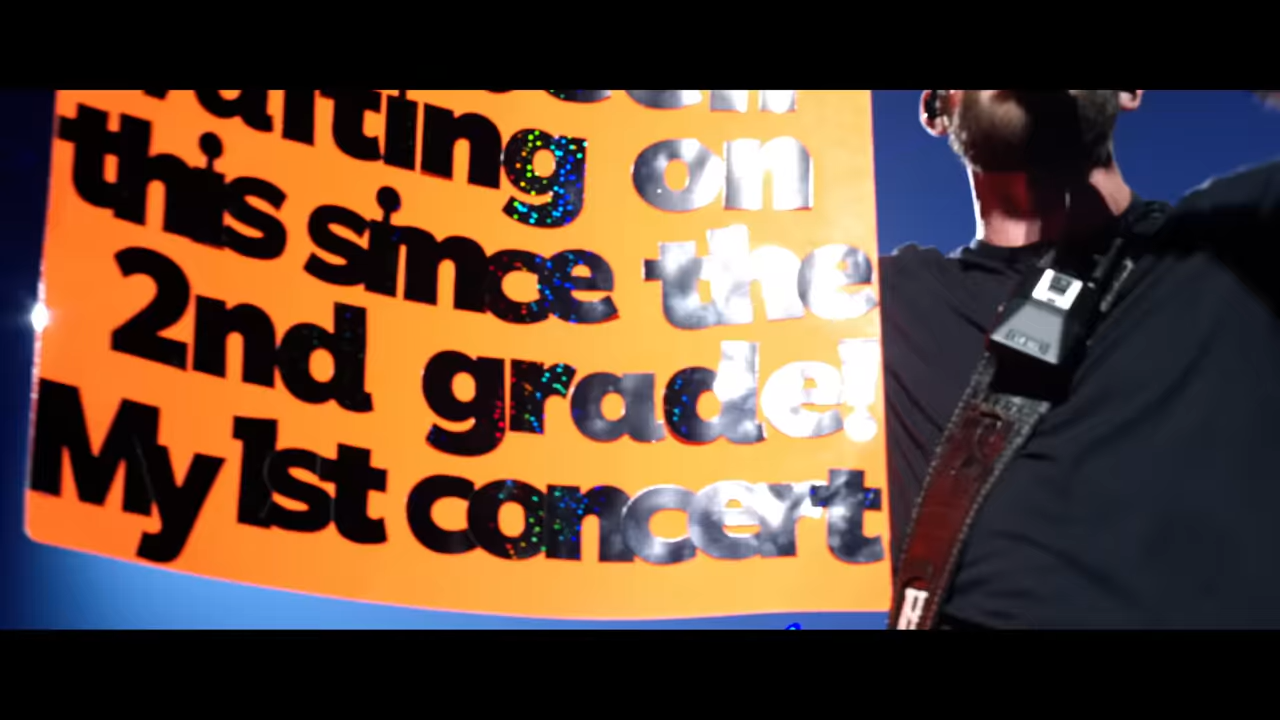 waiting on
this since the
2nd grade!
My 1st concert